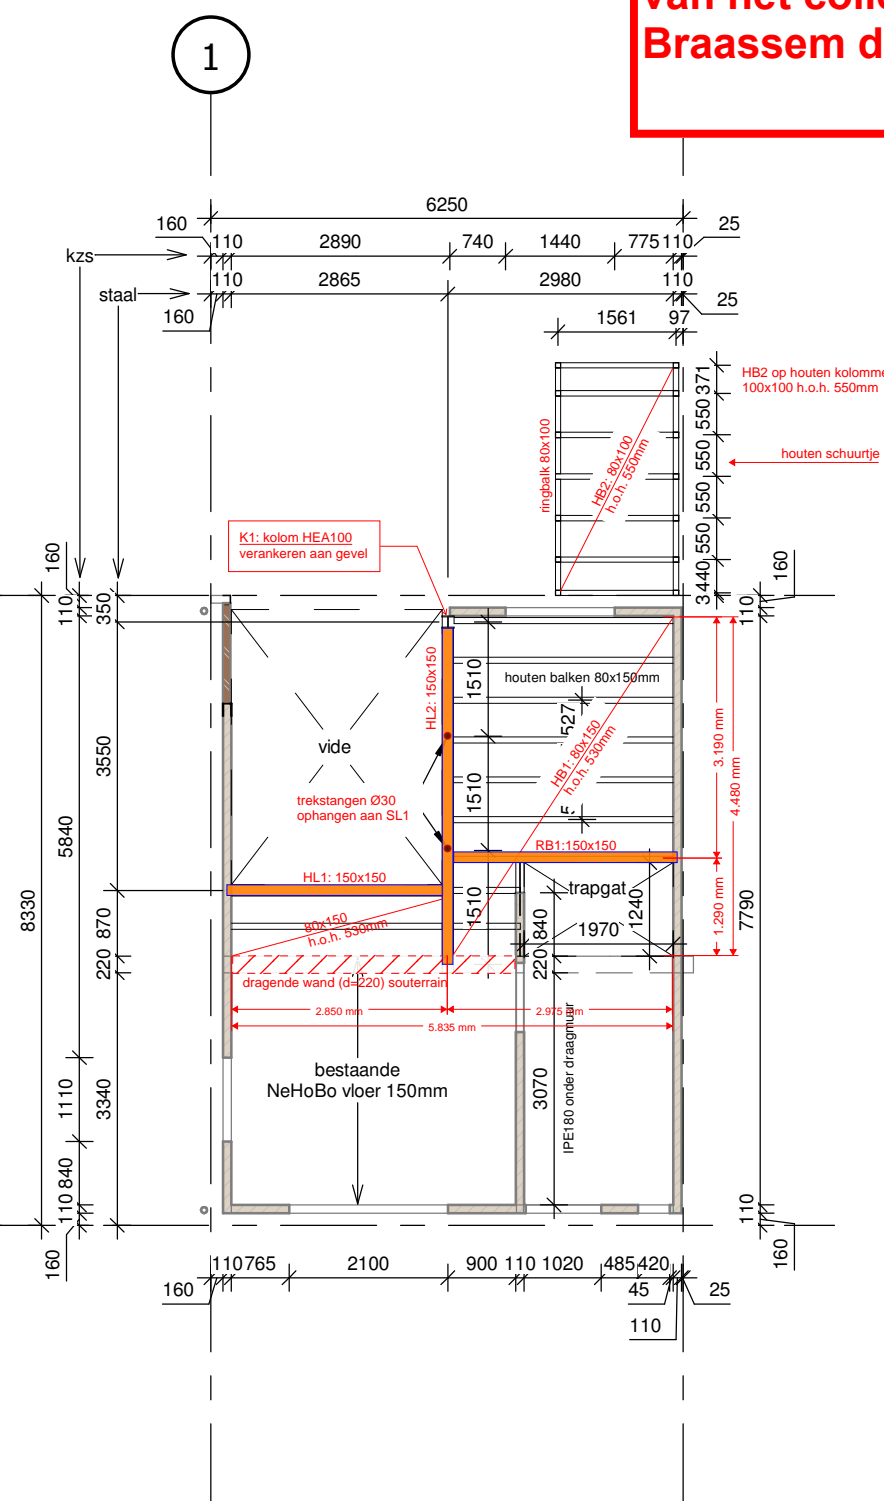 van het colle
Braassem d
1
6250
160
25
110
2890
740
1440
775
110
kzs
staal
110
2865
2980
110
160
25
1561
97
371
550
550
550
550
440
3
HB2 op houten kolomme
100x100 h.o.h. 550mm
houten schuurtje
ringbalk 80x100
HB2: 80x100
h.o.h. 550mm
K1: kolom HEA100
verankeren aan gevel
160
110
350
160
110
houten balken 80x150mm
1510
HL2: 150x150
527
HB1: 80x150
h.o.h. 530mm
3.190 mm
4.480 mm
vide
3550
5840
8330
7790
trekstangen Ø30
ophangen aan SL1
1510
RB1:150x150
HL1: 150x150
trapgat
1510
840
1240
1970
1.290 mm
870
80x150
h.o.h. 530mm
220
220
dragende wand (d=220) souterrain
2.850 mm
2.975 mm
5.835 mm
bestaande
NeHoBo vloer 150mm
3070
IPE180 onder draagmuur
1110
3340
840
110
160
110
160
110
765
2100
900
110
1020
485
420
160
45
25
110